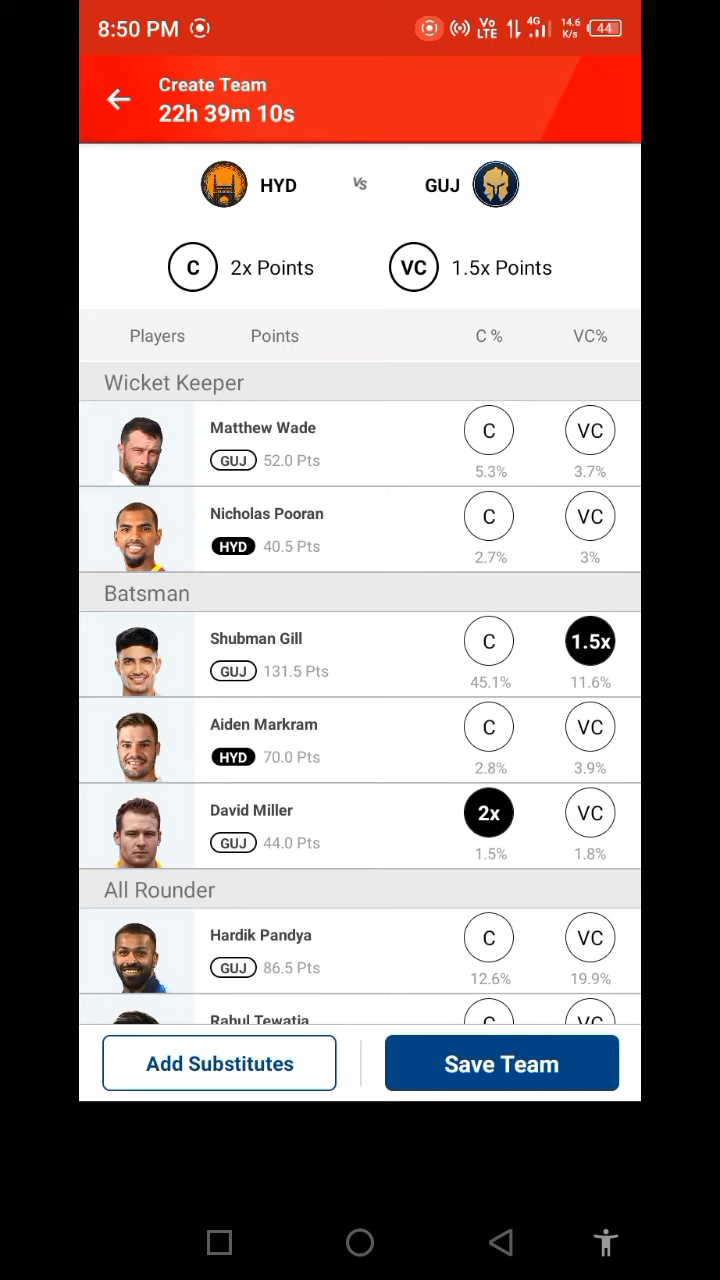 8:50 PM
Vo LTE 4G 14.6 K/s 44
Create Team
22h 39m 10s
HYD vs GUJ
C 2x Points VC 1.5x Points
Players Points C % VC%
Wicket Keeper
Matthew Wade C VC
GUJ 52.0 Pts 5.3% 3.7%
Nicholas Pooran C VC
HYD 40.5 Pts 2.7% 3%
Batsman
Shubman Gill C 1.5x
GUJ 131.5 Pts 45.1% 11.6%
Aiden Markram C VC
HYD 70.0 Pts 2.8% 3.9%
David Miller 2x VC
GUJ 44.0 Pts 1.5% 1.8%
All Rounder
Hardik Pandya C VC
GUJ 86.5 Pts 12.6% 19.9%
Rahul Tewatia C VC
Add Substitutes Save Team